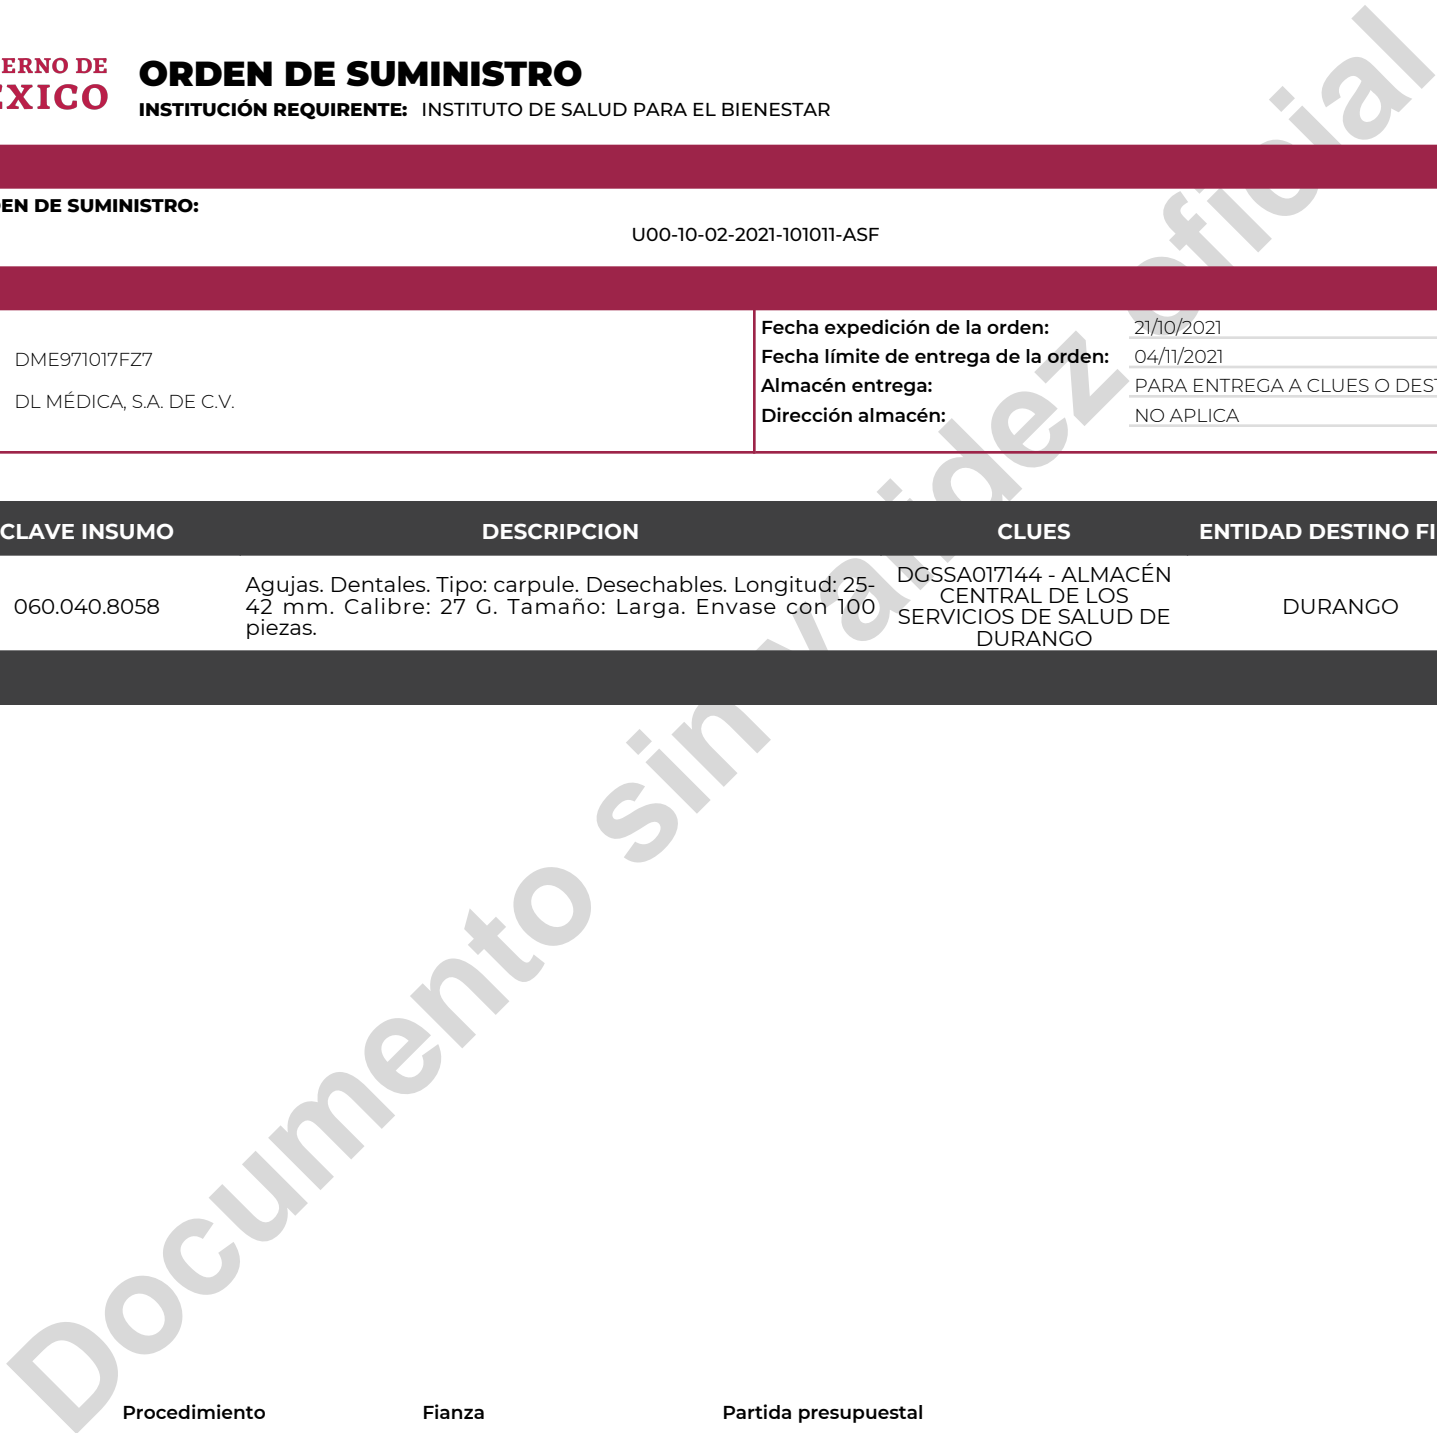 ERNO DE
ÉXICO
ORDEN DE SUMINISTRO
INSTITUCIÓN REQUIRENTE: INSTITUTO DE SALUD PARA EL BIENESTAR
EN DE SUMINISTRO:
U00-10-02-2021-101011-ASF
DME971017FZ7
DL MÉDICA, S.A. DE C.V.
Fecha expedición de la orden: 21/10/2021
Fecha límite de entrega de la orden: 04/11/2021
Almacén entrega: PARA ENTREGA A CLUES O DEST
Dirección almacén: NO APLICA
CLAVE INSUMO DESCRIPCION CLUES ENTIDAD DESTINO FI
060.040.8058
Agujas. Dentales. Tipo: carpule. Desechables. Longitud: 25-
42 mm. Calibre: 27 G. Tamaño: Larga. Envase con 100
piezas.
DGSSA017144 - ALMACÉN
CENTRAL DE LOS
SERVICIOS DE SALUD DE
DURANGO
DURANGO
Documento sin validez oficial
Procedimiento Fianza Partida presupuestal